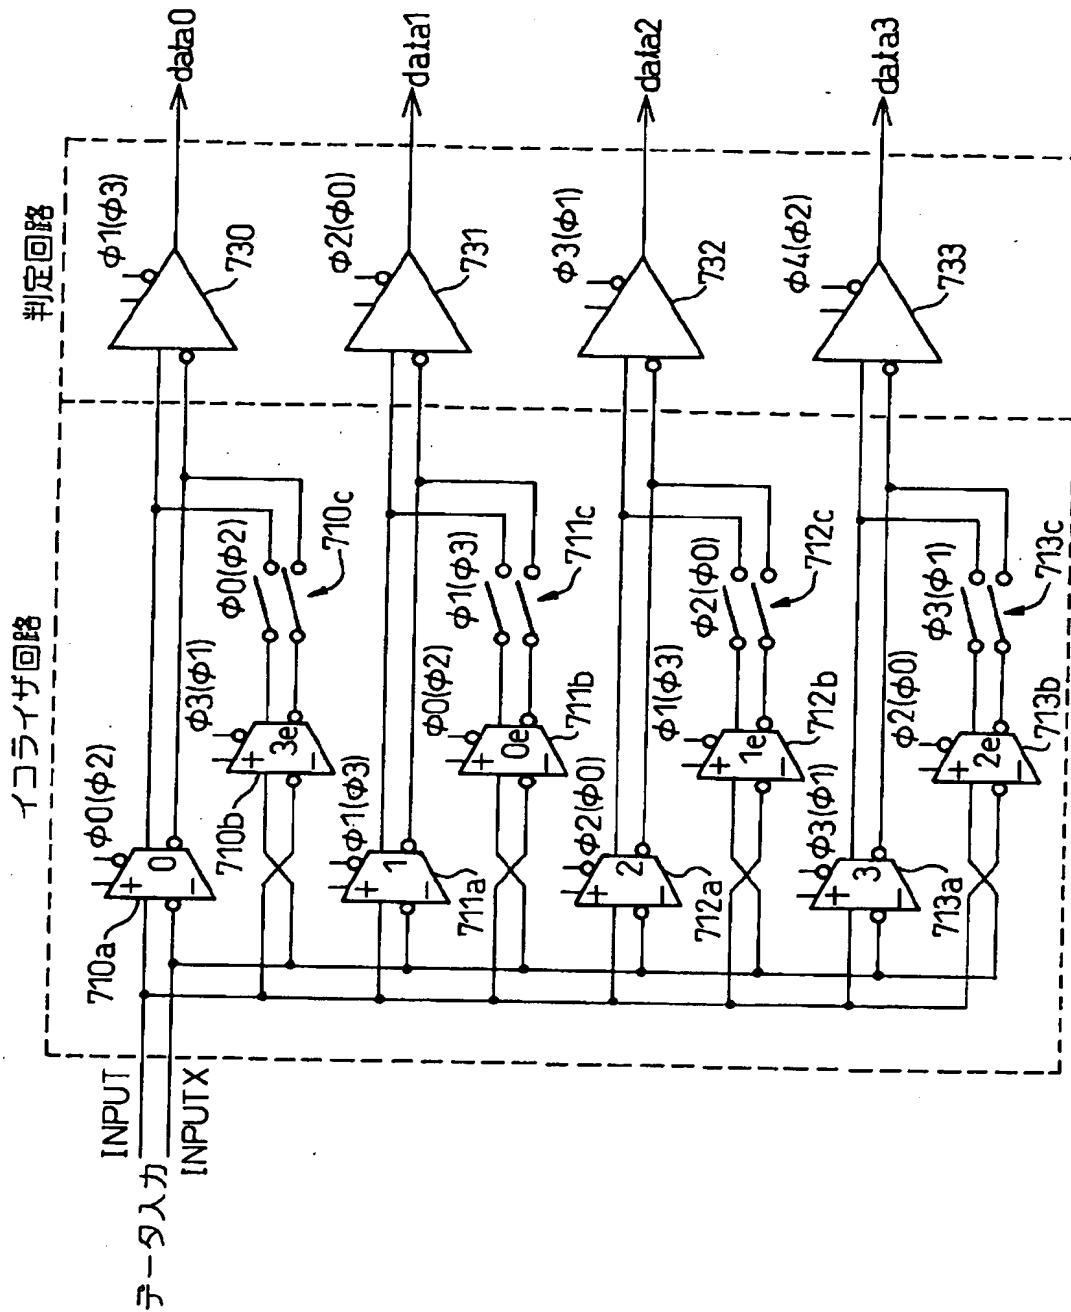 イコライザ回路
判定回路
データ入力
INPUT
INPUTX
710a
+
0
−
φ0(φ2)
φ1(φ3)
730
data0
710b
+
3e
−
φ3(φ1)
φ0(φ2)
710c
711a
+
1
−
φ1(φ3)
φ2(φ0)
731
data1
+
0e
−
711b
φ0(φ2)
φ1(φ3)
711c
712a
+
2
−
φ2(φ0)
φ3(φ1)
732
data2
+
1e
−
712b
φ1(φ3)
φ2(φ0)
712c
713a
+
3
−
φ3(φ1)
φ4(φ2)
733
data3
+
2e
−
713b
φ2(φ0)
φ3(φ1)
713c